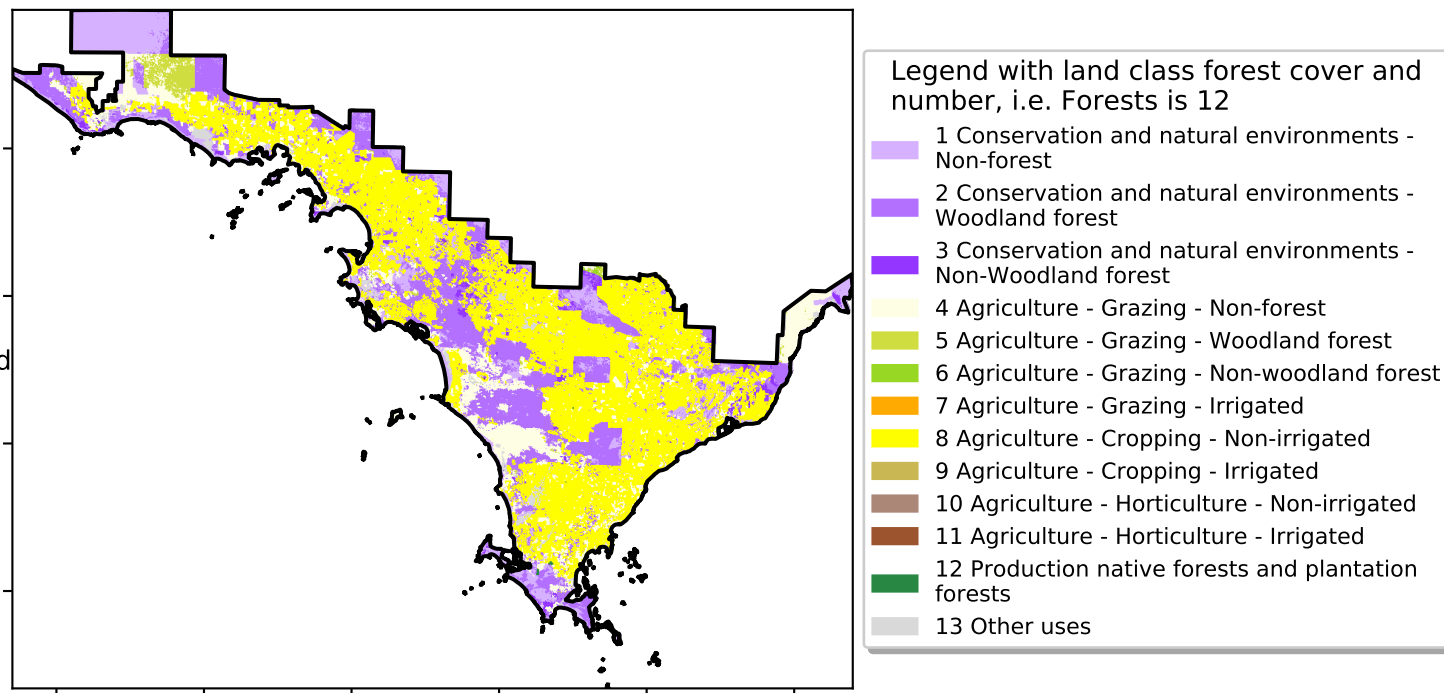 Legend with land class forest cover and
number, i.e. Forests is 12
1 Conservation and natural environments -
Non-forest
2 Conservation and natural environments -
Woodland forest
3 Conservation and natural environments -
Non-Woodland forest
4 Agriculture - Grazing - Non-forest
5 Agriculture - Grazing - Woodland forest
6 Agriculture - Grazing - Non-woodland forest
7 Agriculture - Grazing - Irrigated
8 Agriculture - Cropping - Non-irrigated
9 Agriculture - Cropping - Irrigated
10 Agriculture - Horticulture - Non-irrigated
11 Agriculture - Horticulture - Irrigated
12 Production native forests and plantation
forests
13 Other uses
d